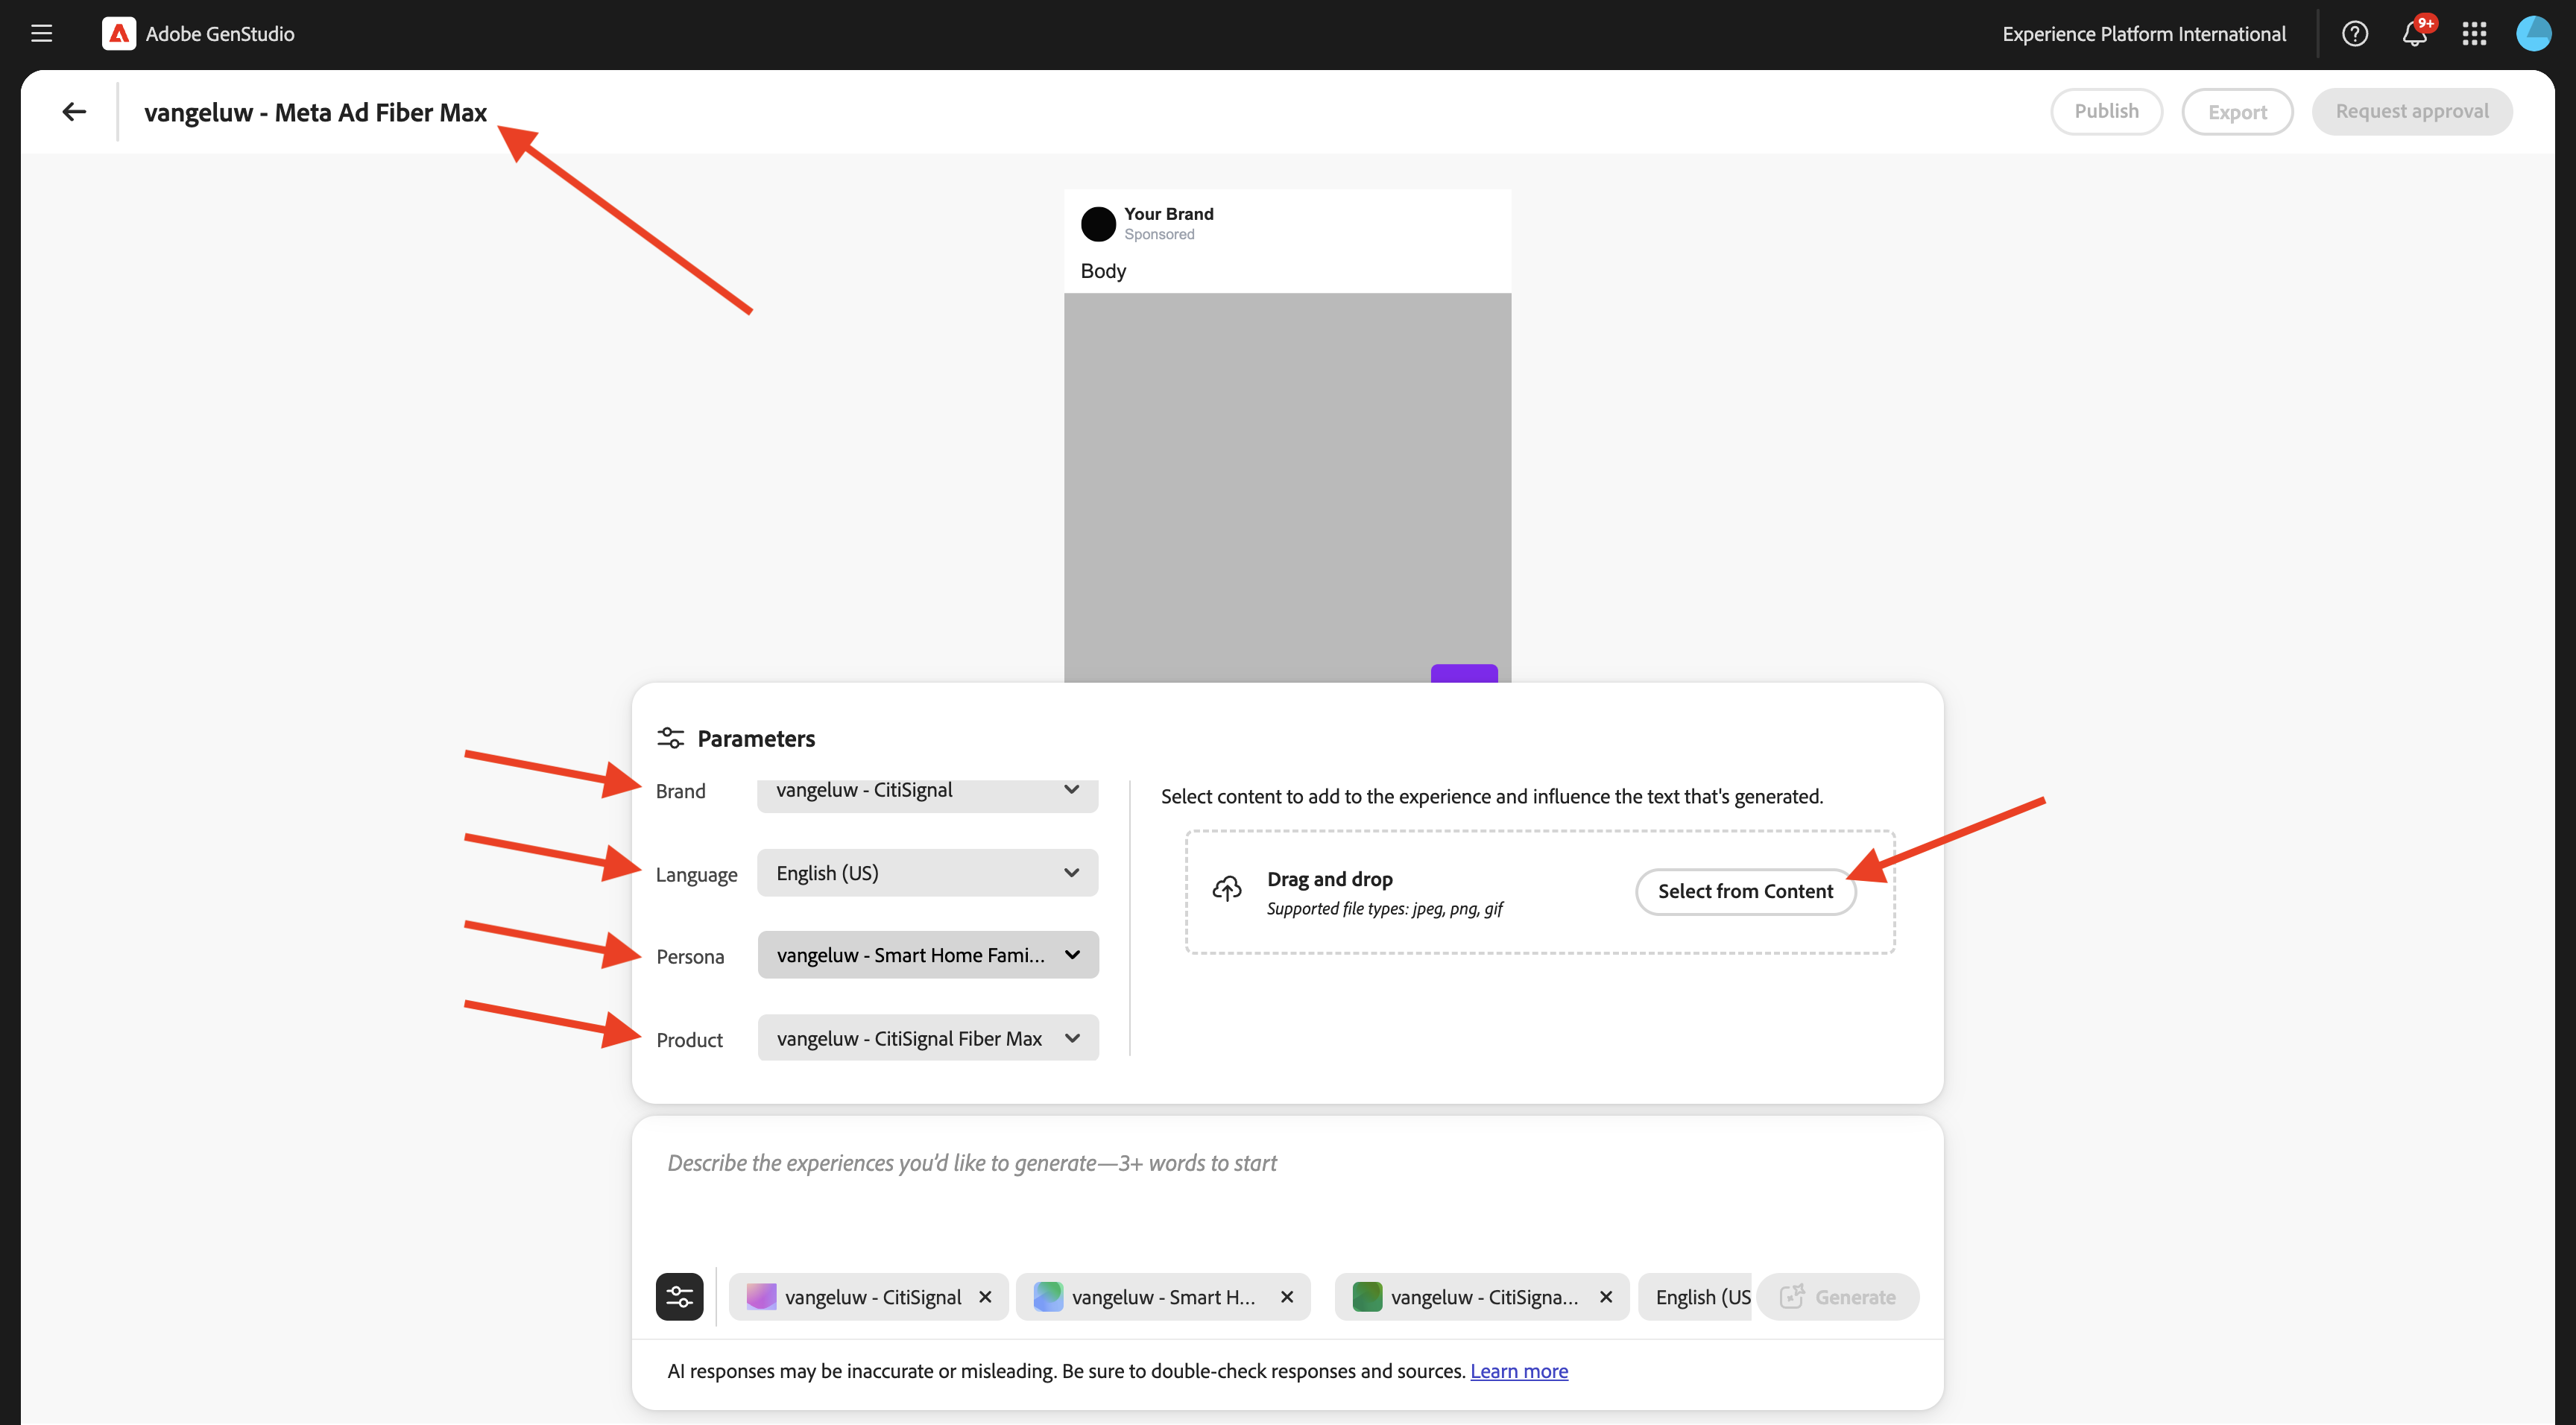 Adobe GenStudio
Experience Platform International
9+
vangeluw - Meta Ad Fiber Max
Publish
Export
Request approval
Your Brand
Sponsored
Body
Parameters
Brand
vangeluw - CitiSignal
Language
English (US)
Persona
vangeluw - Smart Home Fami...
Product
vangeluw - CitiSignal Fiber Max
Select content to add to the experience and influence the text that's generated.
Drag and drop
Supported file types: jpeg, png, gif
Select from Content
Describe the experiences you'd like to generate—3+ words to start
vangeluw - CitiSignal
vangeluw - Smart H...
vangeluw - CitiSigna...
English (US
Generate
AI responses may be inaccurate or misleading. Be sure to double-check responses and sources. Learn more